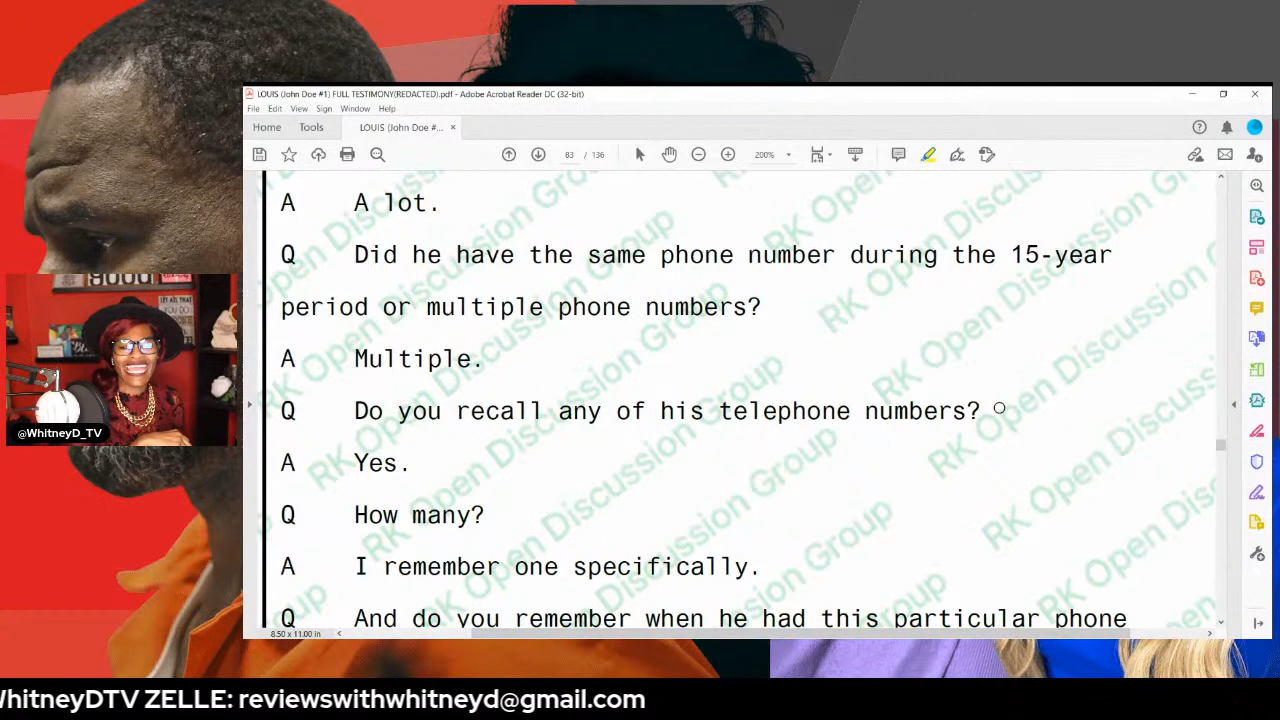 LOUIS (John Doe #1) FULL TESTIMONY(REDACTED).pdf - Adobe Acrobat Reader DC (32-bit)
File Edit View Sign Window Help
Home Tools LOUIS (John Doe #... ×
83 / 136 200%
A A lot.
Q Did he have the same phone number during the 15-year
period or multiple phone numbers?
A Multiple.
Q Do you recall any of his telephone numbers?
A Yes.
Q How many?
A I remember one specifically.
Q And do you remember when he had this particular phone
8.50 x 11.00 in
RK Open Discussion Group
@WhitneyD_TV
WhitneyDTV ZELLE: reviewswithwhitneyd@gmail.com